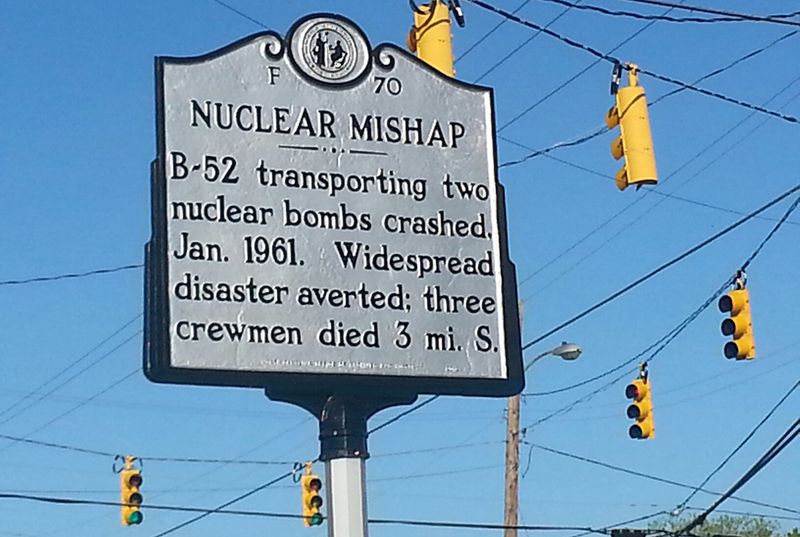 F 70
NUCLEAR MISHAP
B-52 transporting two
nuclear bombs crashed,
Jan. 1961. Widespread
disaster averted; three
crewmen died 3 mi. S.